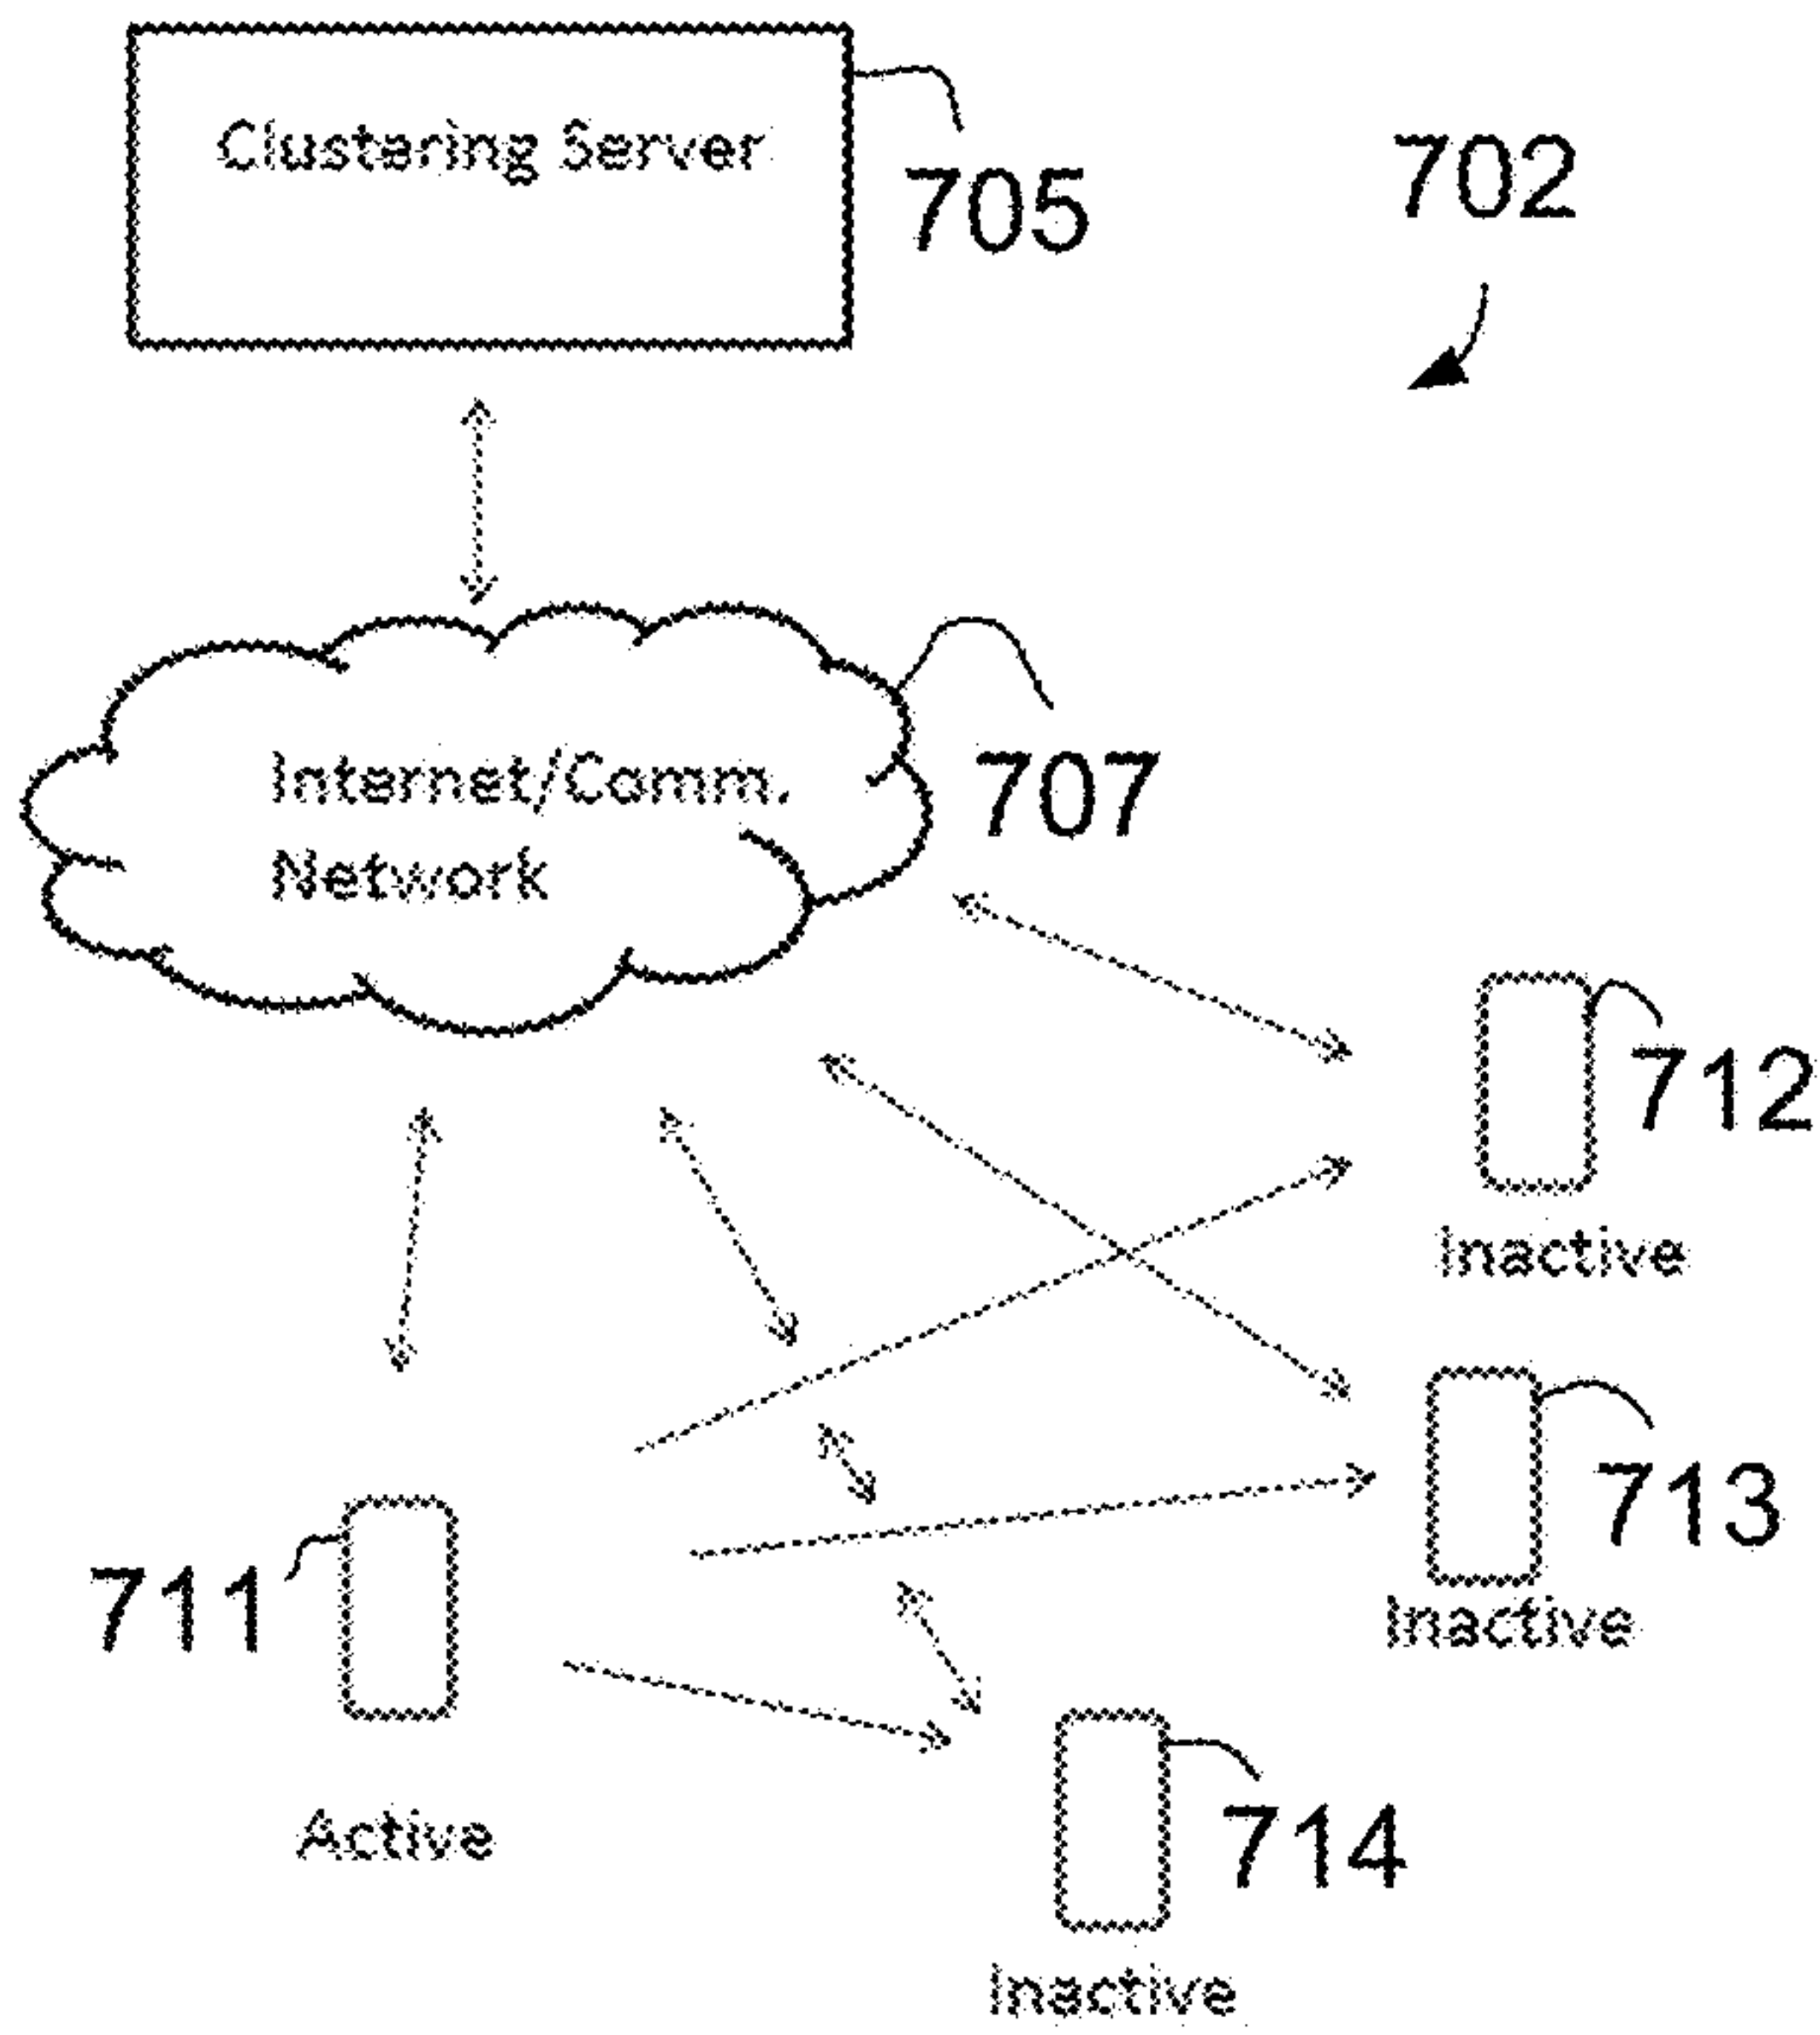 Clustering Server
705
702
Internet/Comm.
Network
707
712
Inactive
713
Inactive
711
Active
714
Inactive